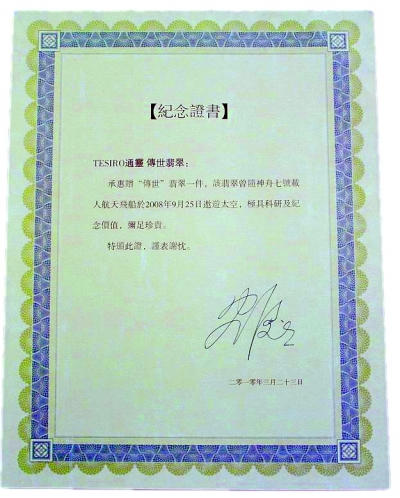 【紀念證書】
TESIRO通靈 傳世翡翠：
承惠贈“傳世”翡翠一件，該翡翠曾隨神舟七號載
人航天飛船於2008年9月25日遨遊太空，極具科研及紀
念價值，彌足珍貴。
特頒此證，謹表謝忱。
二零一零年三月二十三日